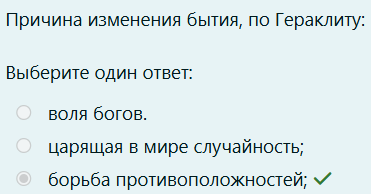 Причина изменения бытия, по Гераклиту:
Выберите один ответ:
воля богов.
царящая в мире случайность;
борьба противоположностей;